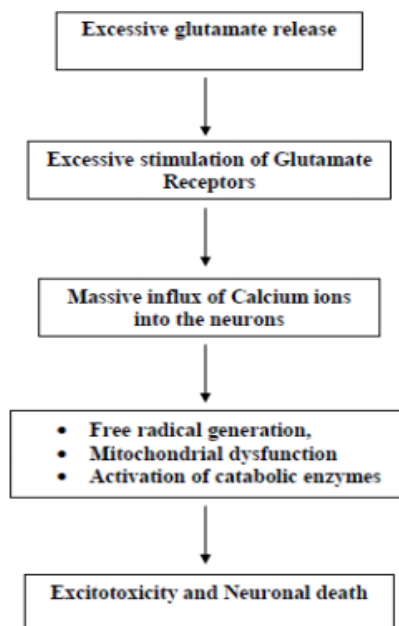 Excessive glutamate release
Excessive stimulation of Glutamate
Receptors
Massive influx of Calcium ions
into the neurons
• Free radical generation,
• Mitochondrial dysfunction
• Activation of catabolic enzymes
Excitotoxicity and Neuronal death